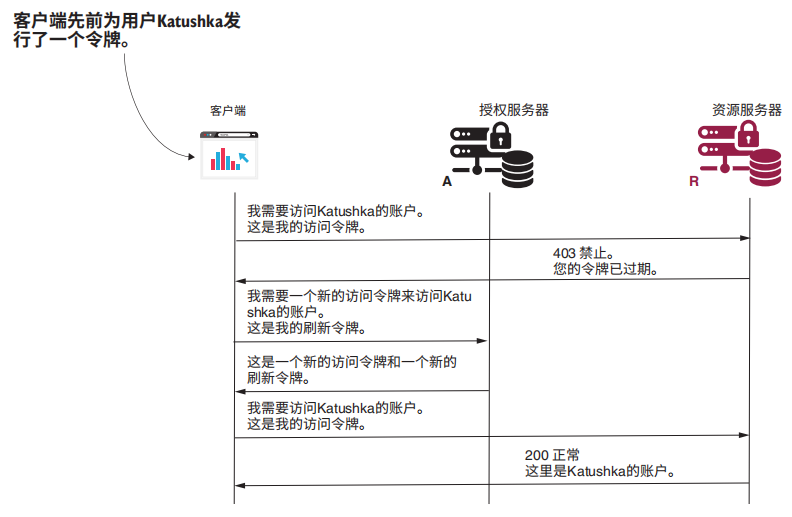 客户端先前为用户Katushka发
行了一个令牌。
客户端
授权服务器
资源服务器
A
R
我需要访问Katushka的账户。
这是我的访问令牌。
403 禁止。
您的令牌已过期。
我需要一个新的访问令牌来访问Katu
shka的账户。
这是我的刷新令牌。
这是一个新的访问令牌和一个新的
刷新令牌。
我需要访问Katushka的账户。
这是我的访问令牌。
200 正常
这里是Katushka的账户。